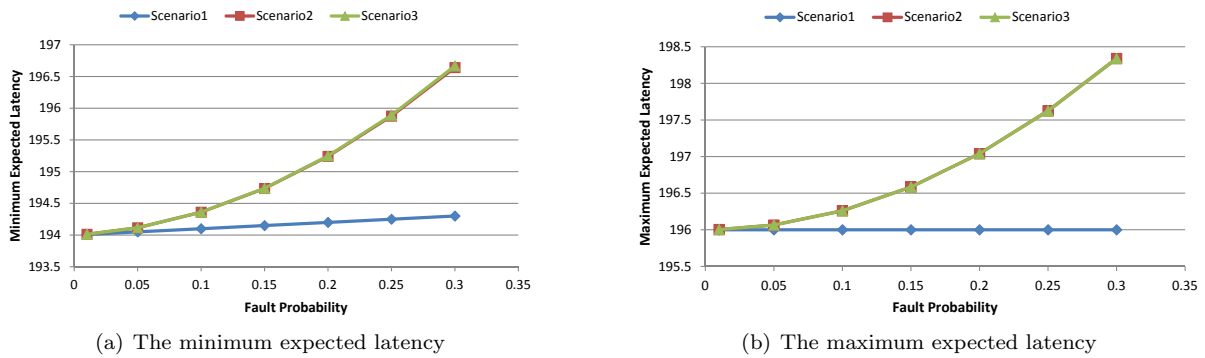 Scenario1 Scenario2 Scenario3
Minimum Expected Latency
197
196.5
196
195.5
195
194.5
194
193.5
0 0.05 0.1 0.15 0.2 0.25 0.3 0.35
Fault Probability
(a) The minimum expected latency
Scenario1 Scenario2 Scenario3
Maximum Expected Latency
198.5
198
197.5
197
196.5
196
195.5
0 0.05 0.1 0.15 0.2 0.25 0.3 0.35
Fault Probability
(b) The maximum expected latency